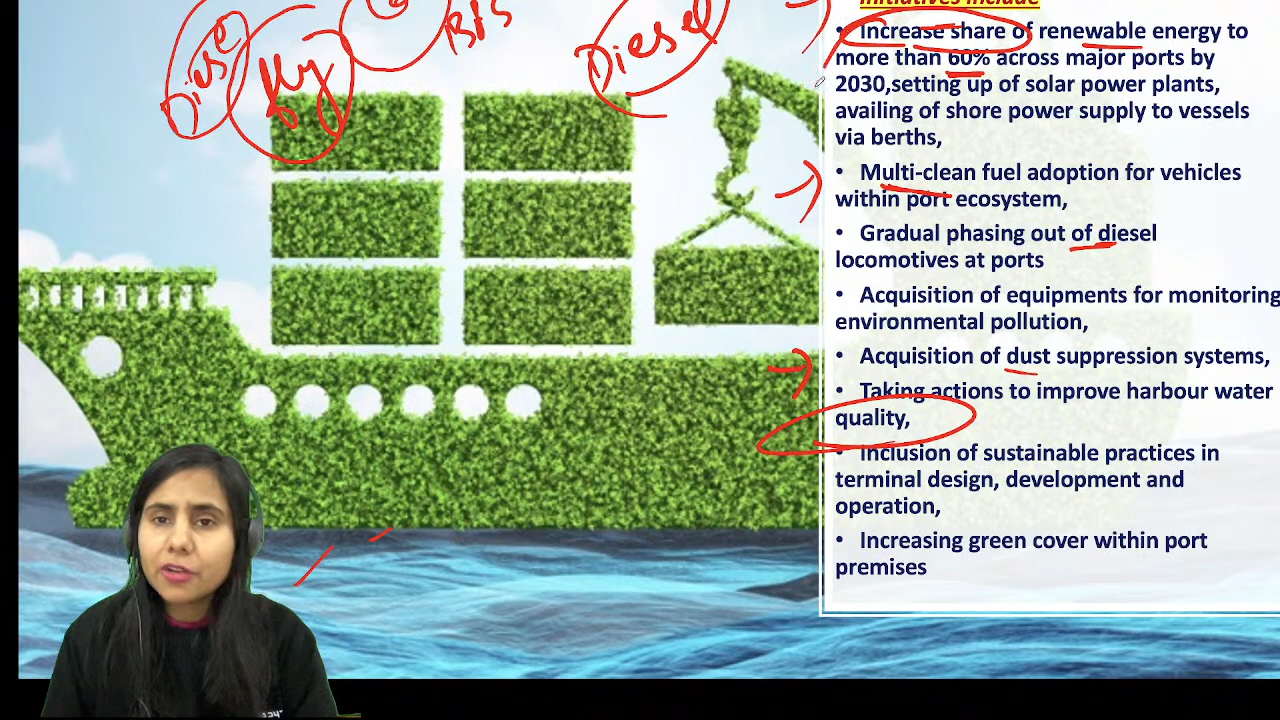 Initiatives include
• Increase share of renewable energy to
more than 60% across major ports by
2030,setting up of solar power plants,
availing of shore power supply to vessels
via berths,
• Multi-clean fuel adoption for vehicles
within port ecosystem,
• Gradual phasing out of diesel
locomotives at ports
• Acquisition of equipments for monitoring
environmental pollution,
• Acquisition of dust suppression systems,
• Taking actions to improve harbour water
quality,
• Inclusion of sustainable practices in
terminal design, development and
operation,
• Increasing green cover within port
premises
Diesel
Hy
Diesel